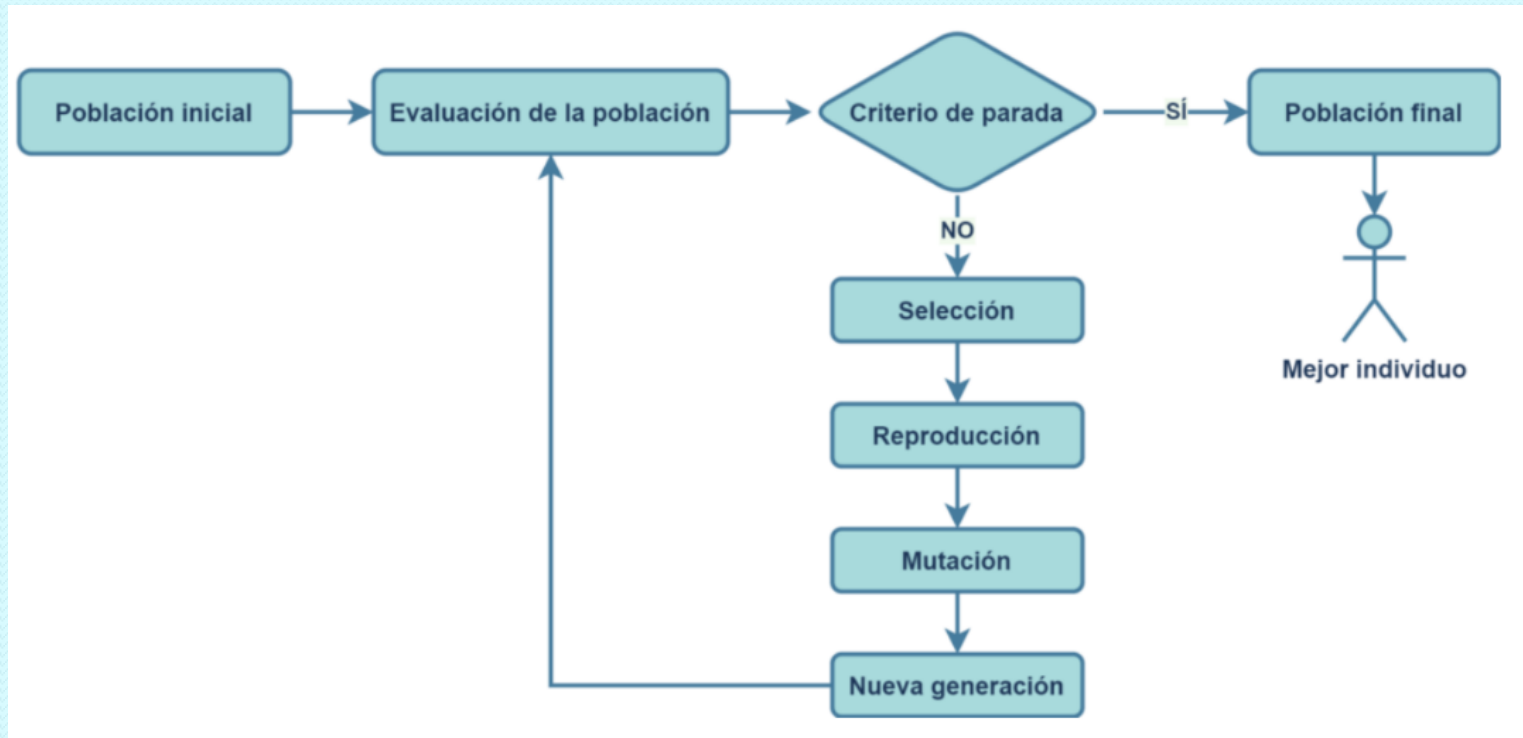 Población inicial
Evaluación de la población
Criterio de parada
SÍ
Población final
NO
Selección
Mejor individuo
Reproducción
Mutación
Nueva generación